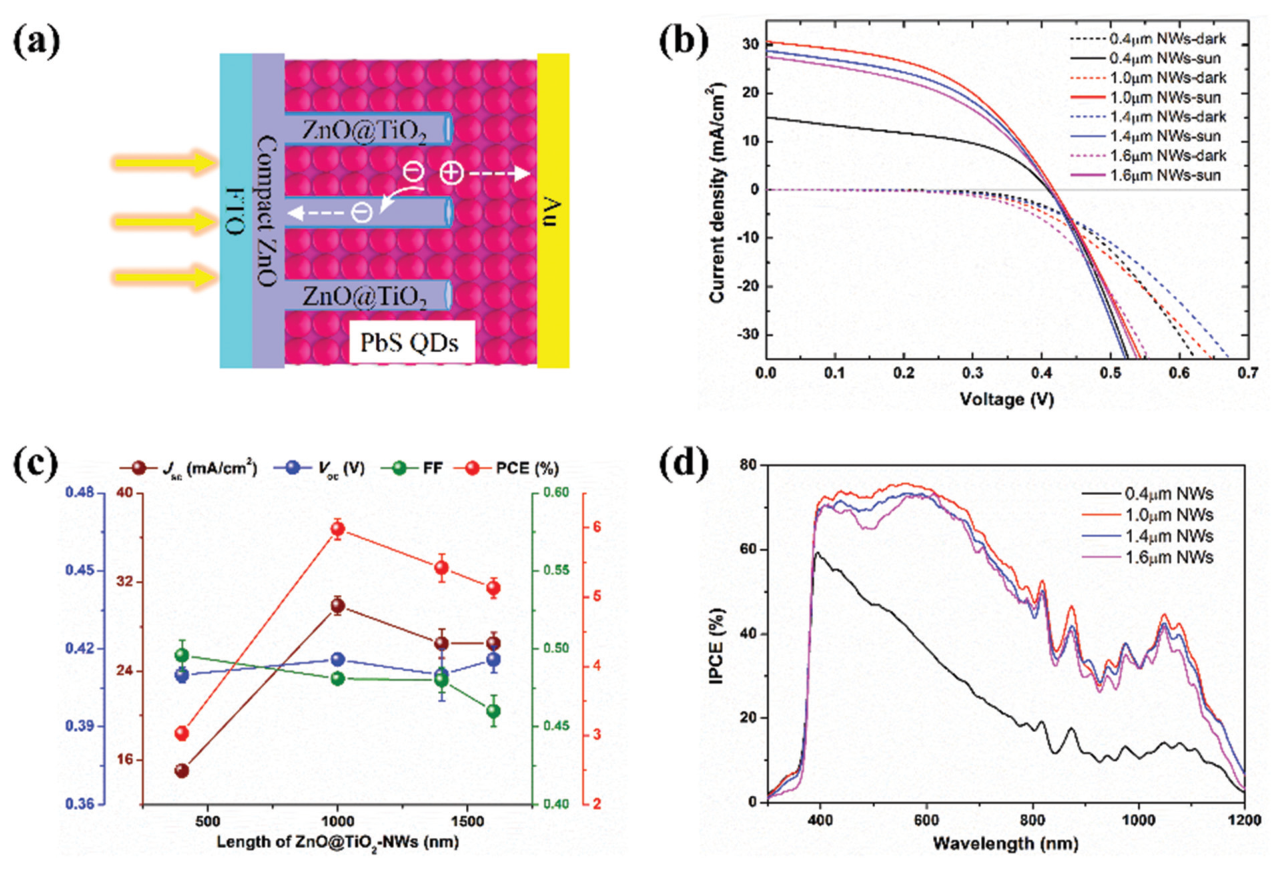 (a)
FTO
Compact ZnO
ZnO@TiO₂
ZnO@TiO₂
PbS QDs
Au
⊖
+
⊖
(b)
Current density (mA/cm²)
30
20
10
0
-10
-20
-30
0.0 0.1 0.2 0.3 0.4 0.5 0.6 0.7
Voltage (V)
0.4μm NWs-dark
0.4μm NWs-sun
1.0μm NWs-dark
1.0μm NWs-sun
1.4μm NWs-dark
1.4μm NWs-sun
1.6μm NWs-dark
1.6μm NWs-sun
(c)
Jsc (mA/cm²) Voc (V) FF PCE (%)
0.48
0.45
0.42
0.39
0.36
40
32
24
16
0.60
0.55
0.50
0.45
0.40
6
5
4
3
2
500 1000 1500
Length of ZnO@TiO₂-NWs (nm)
(d)
IPCE (%)
80
60
40
20
0
400 600 800 1000 1200
Wavelength (nm)
0.4μm NWs
1.0μm NWs
1.4μm NWs
1.6μm NWs